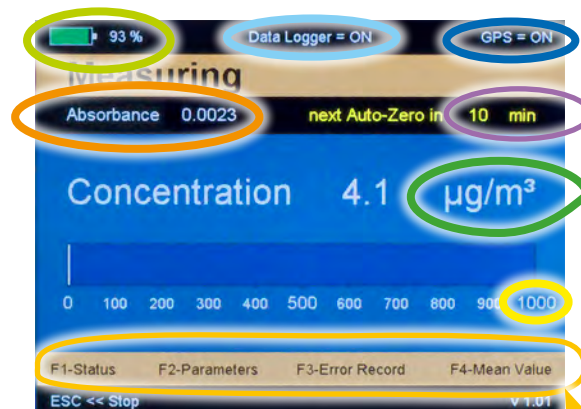 93 % Data Logger = ON GPS = ON
Measuring
Absorbance 0.0023 next Auto-Zero in 10 min
Concentration 4.1 µg/m³
0 100 200 300 400 500 600 700 800 900 1000
F1-Status F2-Parameters F3-Error Record F4-Mean Value
ESC << Stop v 1.01